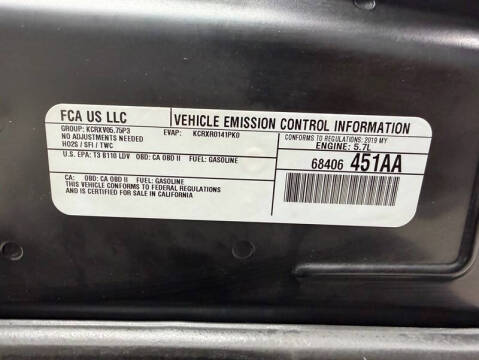 FCA US LLC
VEHICLE EMISSION CONTROL INFORMATION
GROUP: KCRXV05.75P3 EVAP: KCRXR0141PK0
NO ADJUSTMENTS NEEDED
HO2S / SFI / TWC
CONFORMS TO REGULATIONS: 2019 MY
ENGINE: 5.7L
U.S. EPA: T3 B110 LDV OBD: CA OBD II FUEL: GASOLINE
68406 451AA
CA: OBD: CA OBD II FUEL: GASOLINE
THIS VEHICLE CONFORMS TO FEDERAL REGULATIONS
AND IS CERTIFIED FOR SALE IN CALIFORNIA